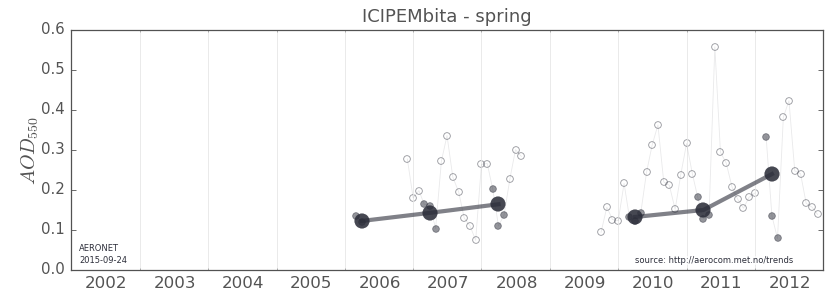 ICIPEMbita - spring
0.6
0.5
0.4
0.3
0.2
0.1
0.0
AOD550
AERONET
2015-09-24
source: http://aerocom.met.no/trends
2002 2003 2004 2005 2006 2007 2008 2009 2010 2011 2012